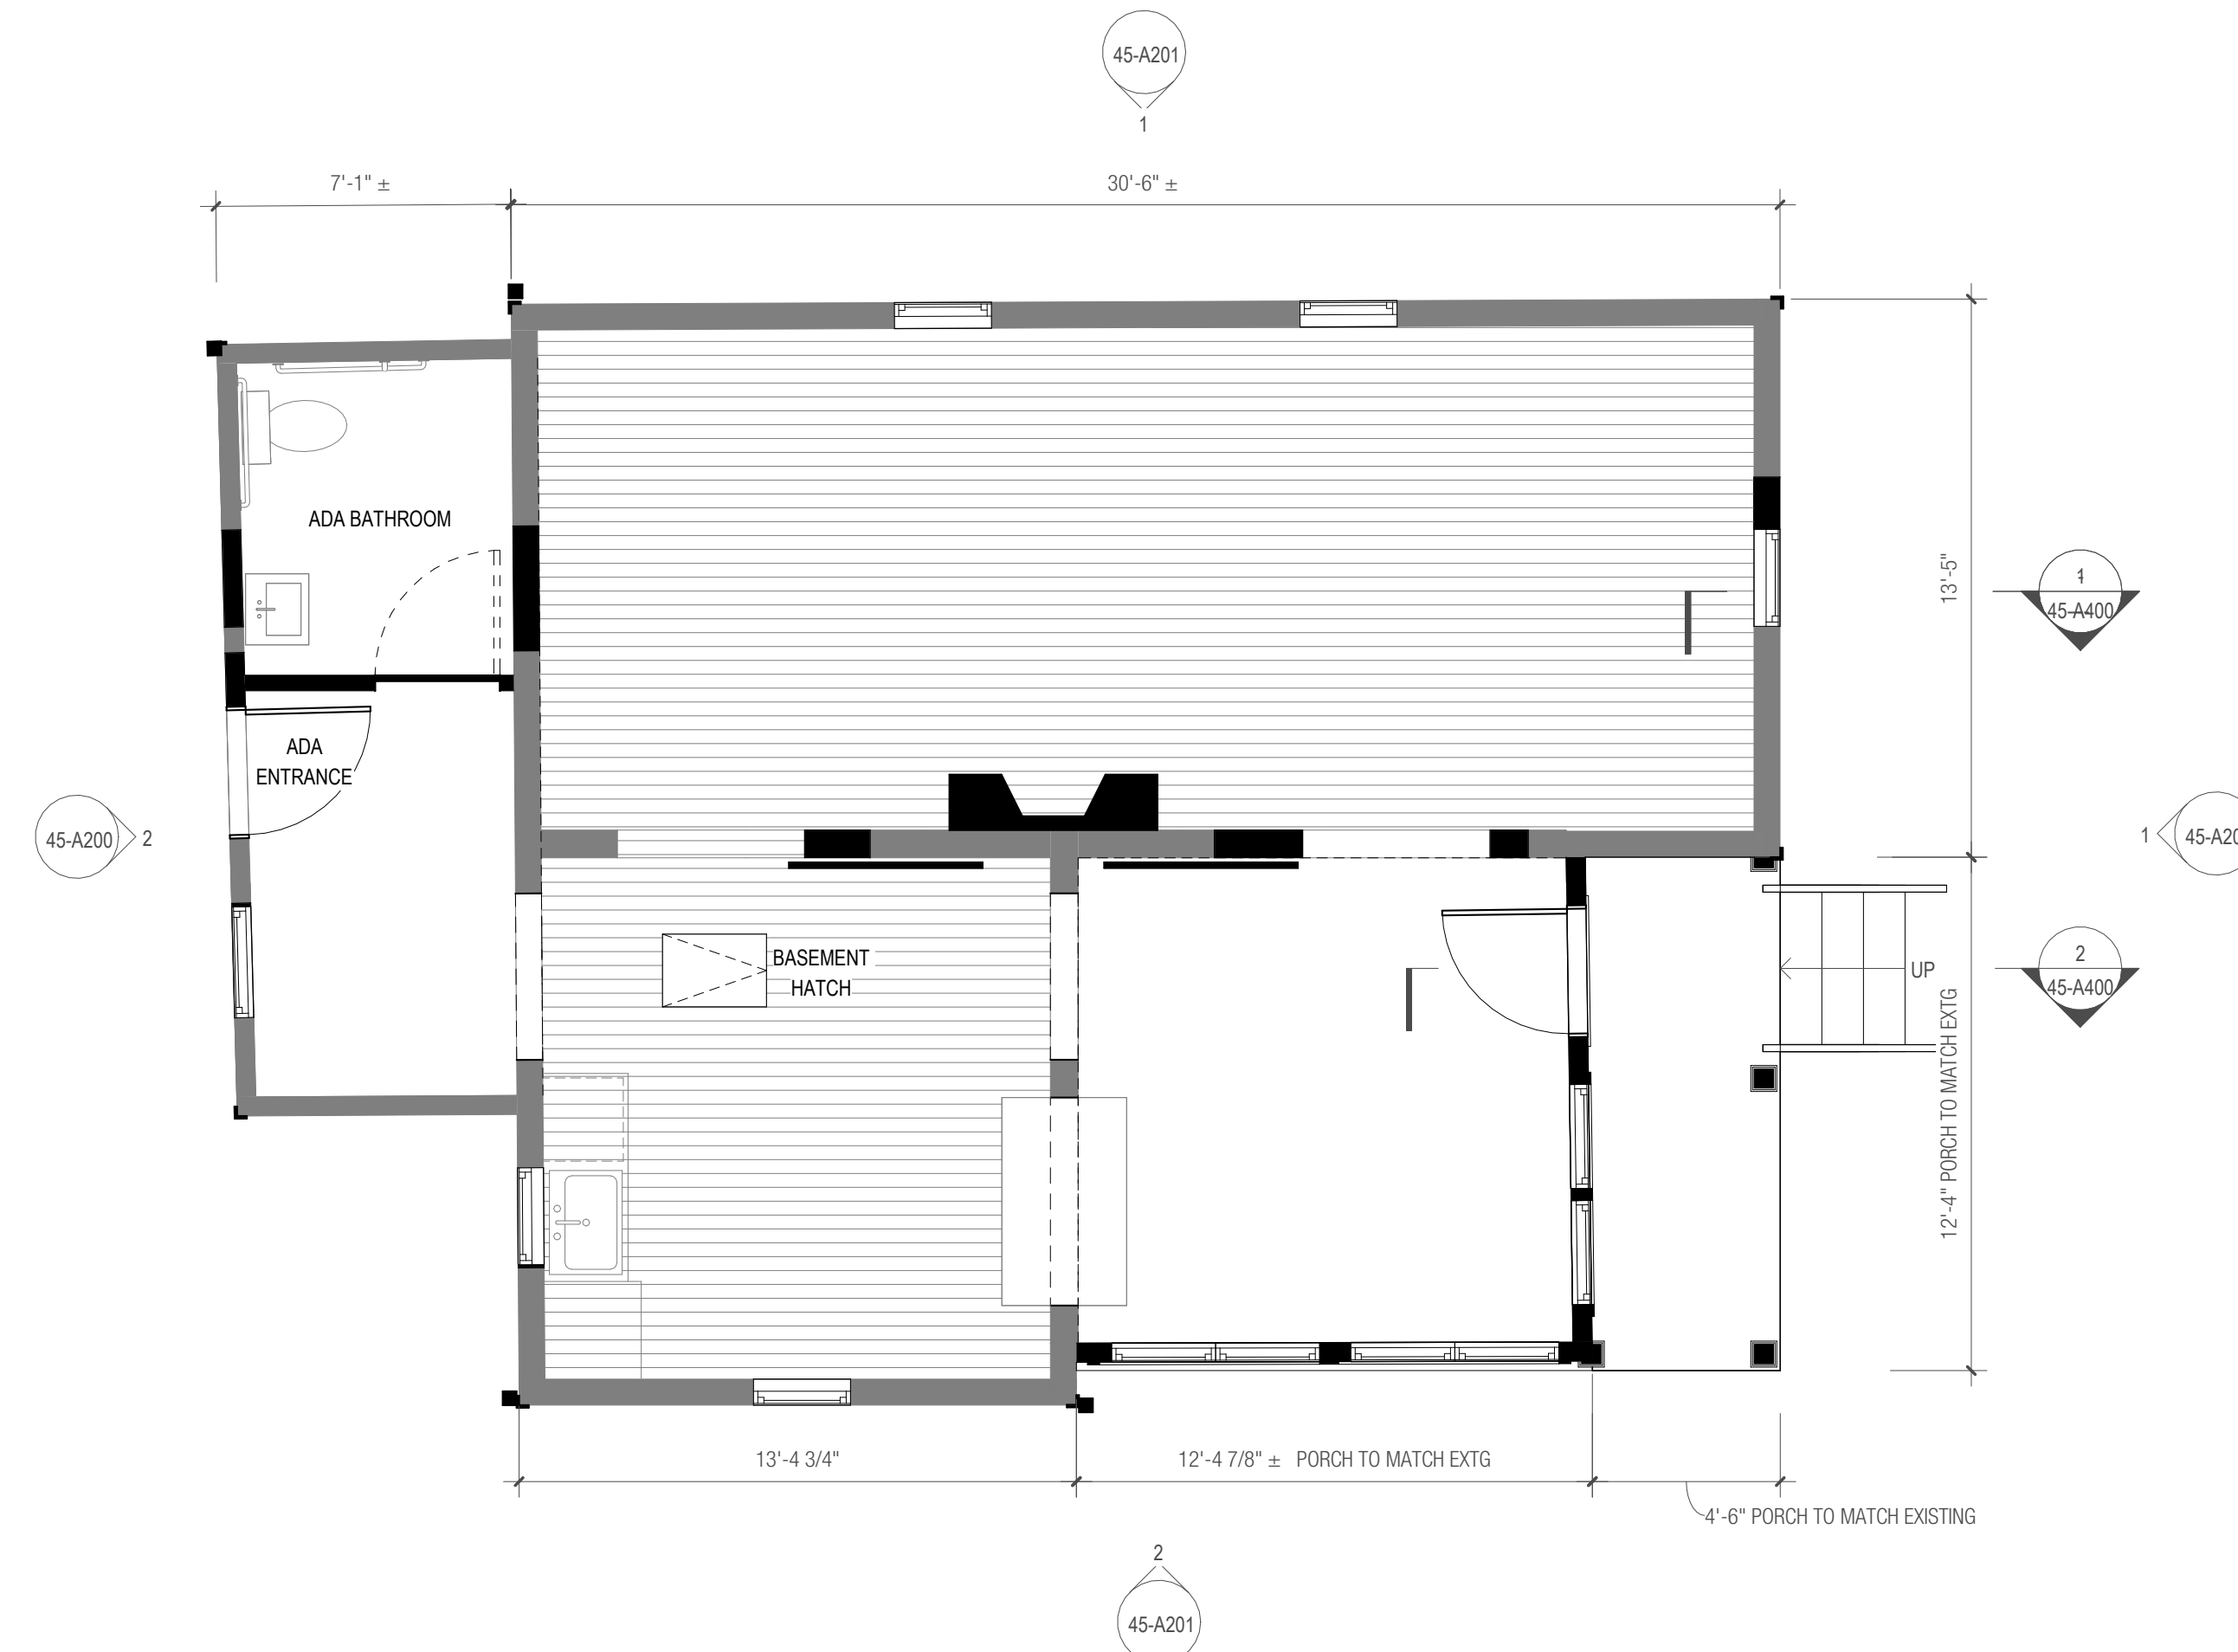 45-A201
1
7'-1" ±
30'-6" ±
ADA BATHROOM
13'-5"
1
45-A400
ADA
ENTRANCE
45-A200
2
1
45-A20
BASEMENT
HATCH
UP
2
45-A400
12'-4" PORCH TO MATCH EXTG
13'-4 3/4"
12'-4 7/8" ± PORCH TO MATCH EXTG
4'-6" PORCH TO MATCH EXISTING
2
45-A201